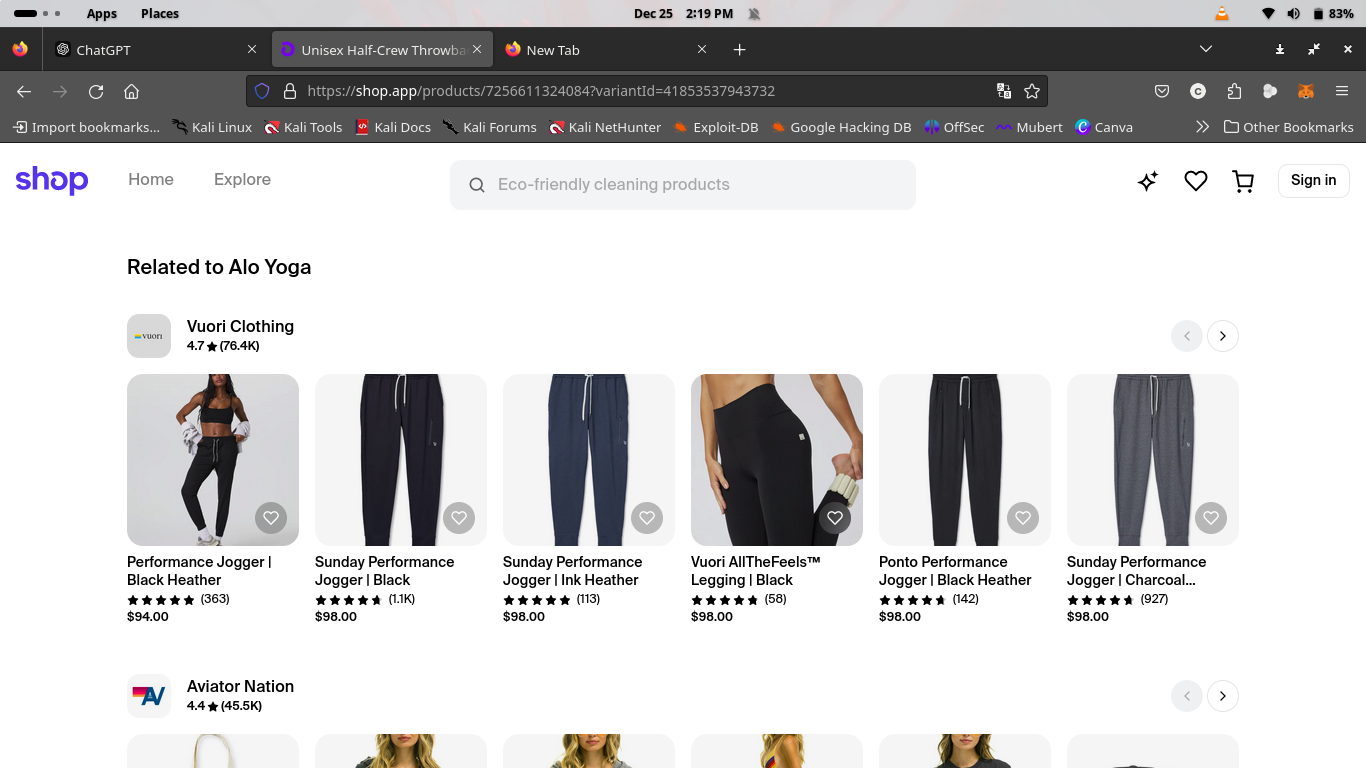 Apps Places Dec 25 2:19 PM 83%
ChatGPT Unisex Half-Crew Throwba New Tab
https://shop.app/products/7256611324084?variantId=41853537943732
Import bookmarks... Kali Linux Kali Tools Kali Docs Kali Forums Kali NetHunter Exploit-DB Google Hacking DB OffSec Mubert Canva Other Bookmarks
shop Home Explore Eco-friendly cleaning products Sign in
Related to Alo Yoga
vuori
Vuori Clothing
4.7 ★ (76.4K)
Performance Jogger |
Black Heather
(363)
$94.00
Sunday Performance
Jogger | Black
(1.1K)
$98.00
Sunday Performance
Jogger | Ink Heather
(113)
$98.00
Vuori AllTheFeels™
Legging | Black
(58)
$98.00
Ponto Performance
Jogger | Black Heather
(142)
$98.00
Sunday Performance
Jogger | Charcoal...
(927)
$98.00
AV
Aviator Nation
4.4 ★ (45.5K)